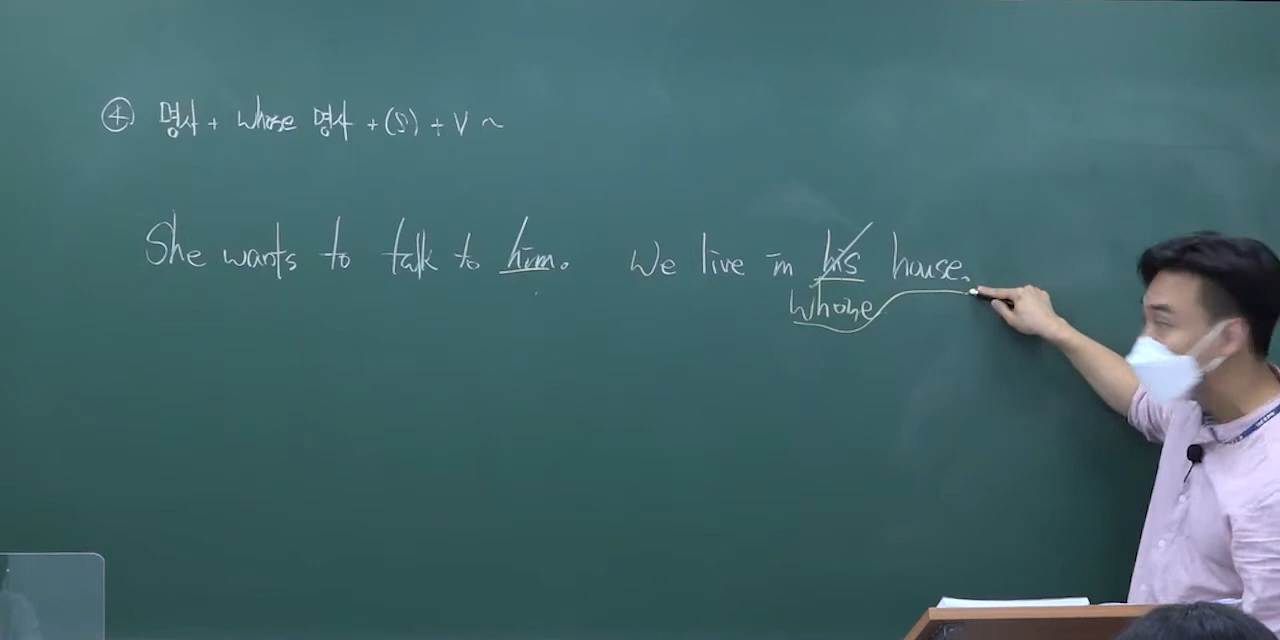 ④ 명사 + whose 명사 + (S) + V ~
She wants to talk to him. We live in his house.
whose